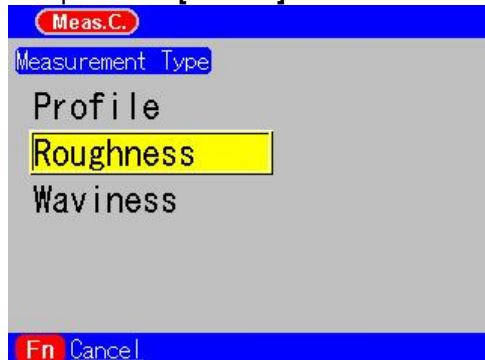 Meas.C.
Measurement Type
Profile
Roughness
Waviness
Fn Cancel